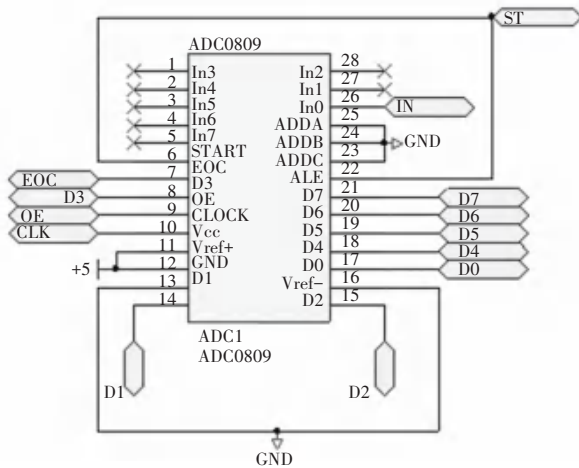 ST
ADC0809
1 In3 In2 28
2 In4 In1 27
3 In5 In0 26 IN
4 In6 ADDA 25
5 In7 ADDB 24 GND
6 START ADDC 23
EOC 7 EOC ALE 22
D3 8 D3 D7 21 D7
OE 9 OE D6 20 D6
CLK 10 CLOCK D5 19 D5
11 Vcc D4 18 D4
+5 12 Vref+ D0 17 D0
13 GND Vref- 16
14 D1 D2 15
ADC1
ADC0809
D1 D2
GND